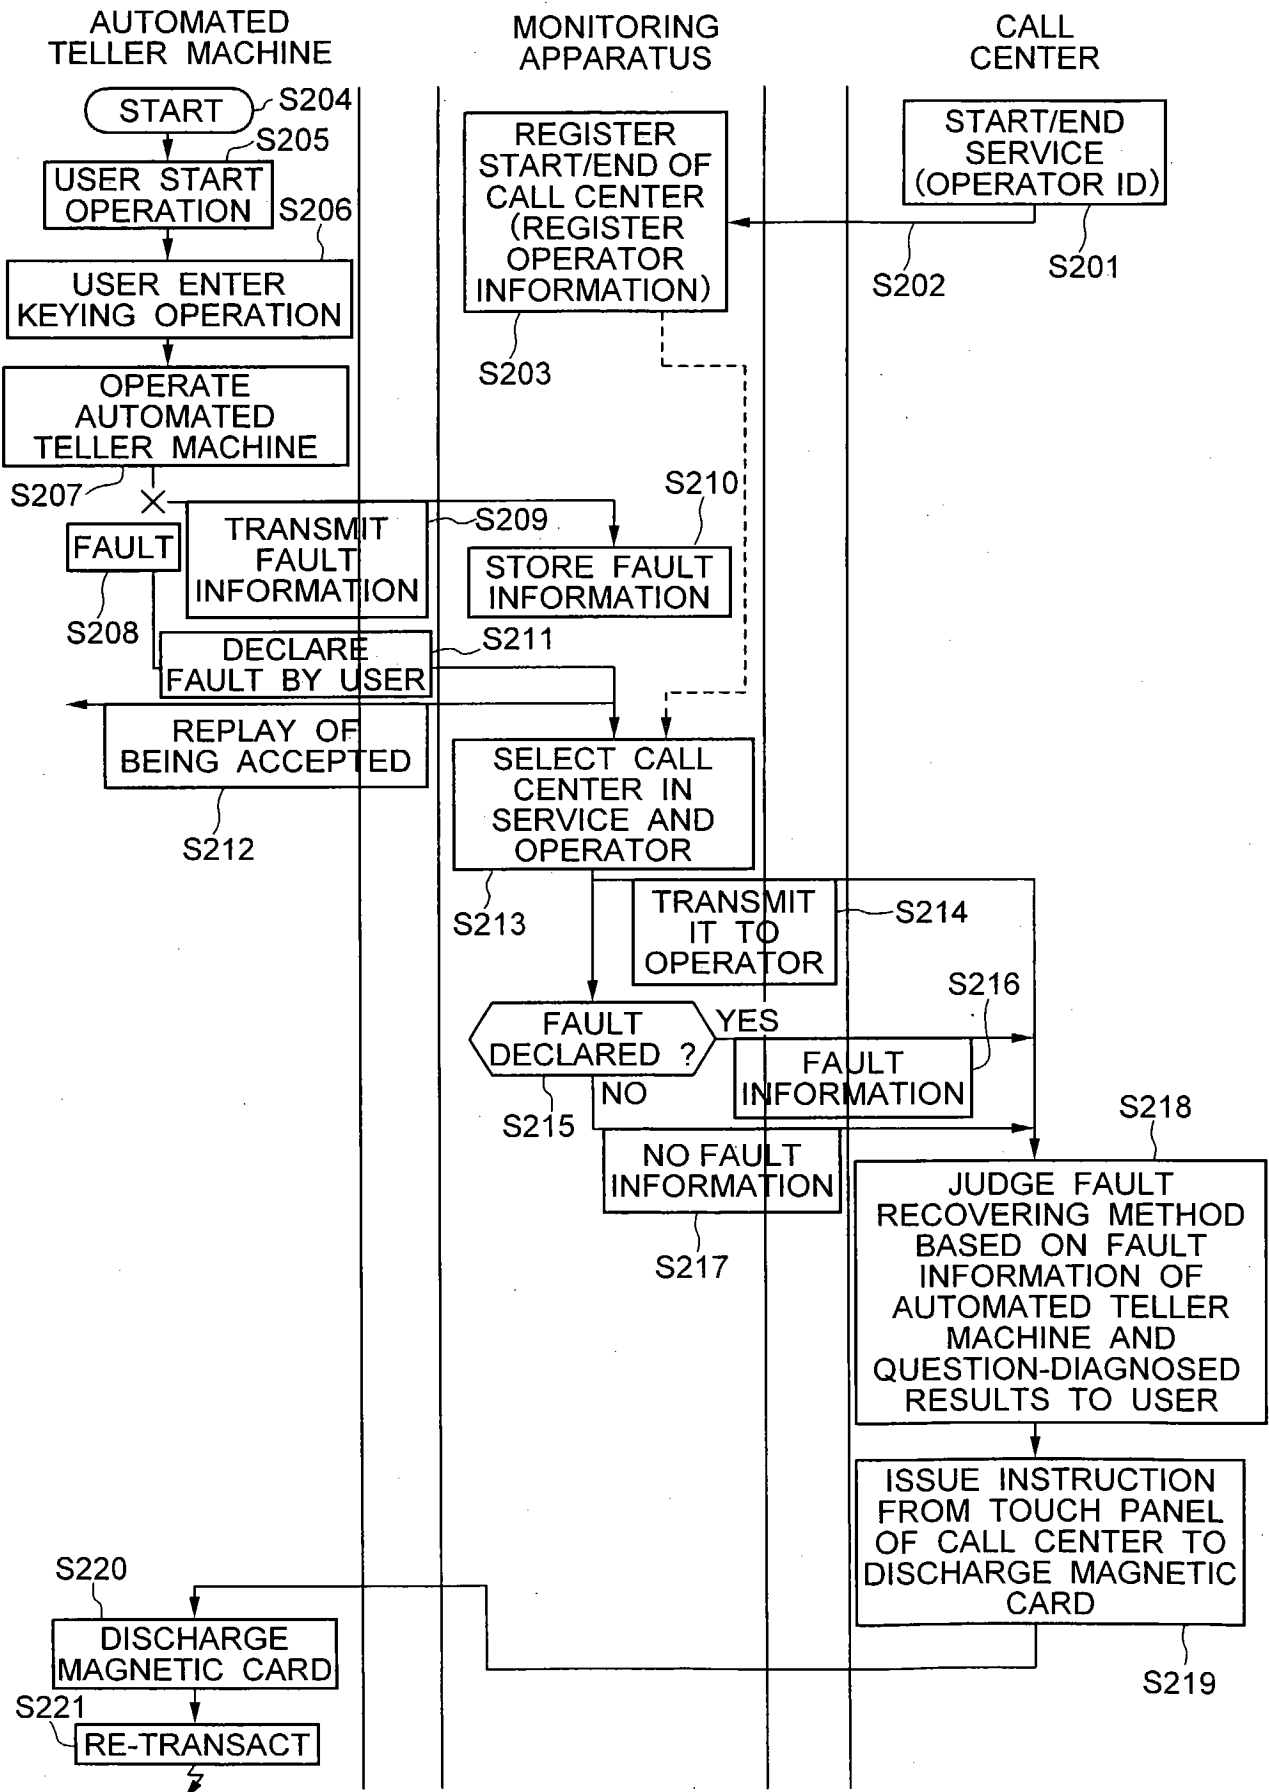 AUTOMATED
TELLER MACHINE
MONITORING
APPARATUS
CALL
CENTER
START
S204
S205
USER START
OPERATION
S206
USER ENTER
KEYING OPERATION
OPERATE
AUTOMATED
TELLER MACHINE
S207
REGISTER
START/END OF
CALL CENTER
(REGISTER
OPERATOR
INFORMATION)
S203
START/END
SERVICE
(OPERATOR ID)
S202
S201
FAULT
S208
TRANSMIT
FAULT
INFORMATION
S209
S210
STORE FAULT
INFORMATION
DECLARE
FAULT BY USER
S211
REPLAY OF
BEING ACCEPTED
S212
SELECT CALL
CENTER IN
SERVICE AND
OPERATOR
S213
TRANSMIT
IT TO
OPERATOR
S214
FAULT
DECLARED ?
YES
NO
S215
S216
FAULT
INFORMATION
NO FAULT
INFORMATION
S217
S218
JUDGE FAULT
RECOVERING METHOD
BASED ON FAULT
INFORMATION OF
AUTOMATED TELLER
MACHINE AND
QUESTION-DIAGNOSED
RESULTS TO USER
ISSUE INSTRUCTION
FROM TOUCH PANEL
OF CALL CENTER TO
DISCHARGE MAGNETIC
CARD
S219
S220
DISCHARGE
MAGNETIC CARD
S221
RE-TRANSACT